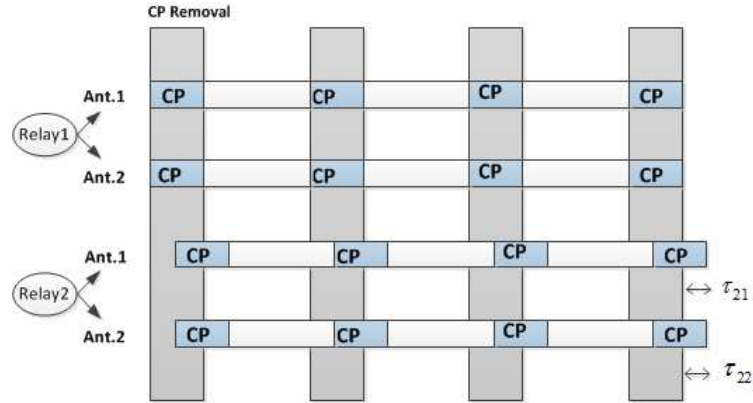 CP Removal
Ant.1
CP CP CP CP
Relay1
Ant.2
CP CP CP CP
Ant.1
CP CP CP CP
Relay2
τ21
Ant.2
CP CP CP CP
τ22